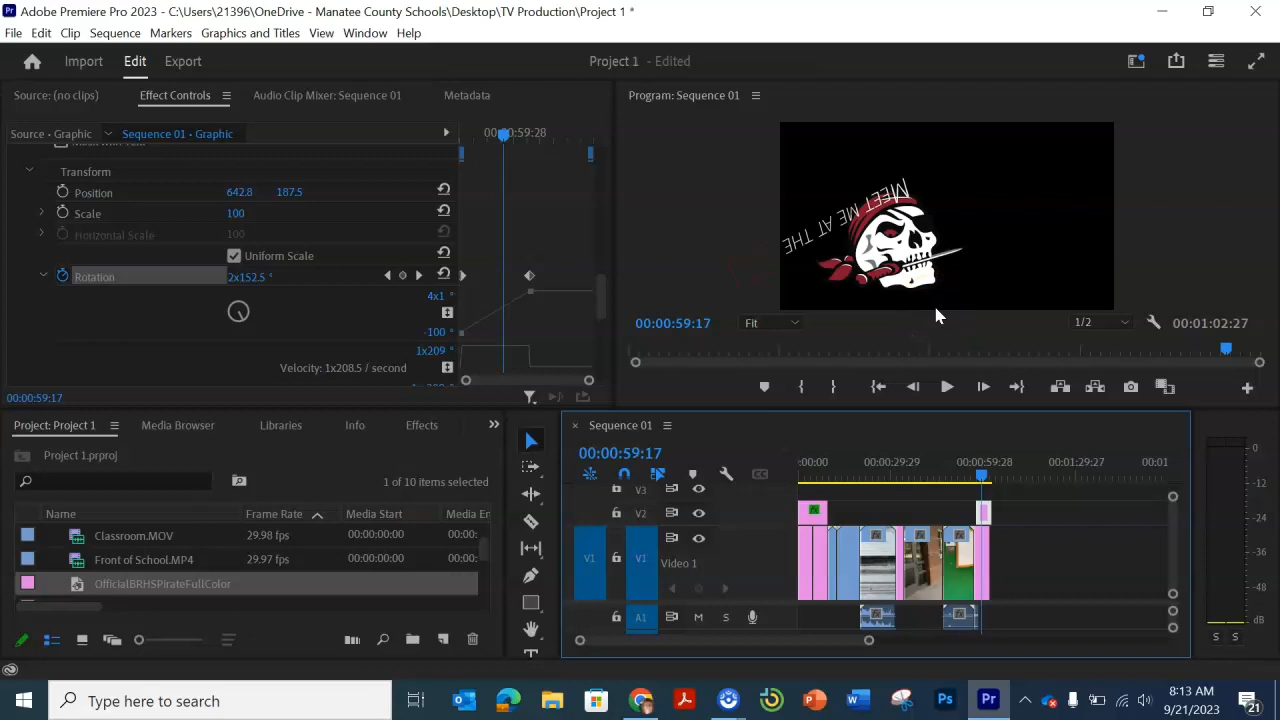 Adobe Premiere Pro 2023 - C:\Users\21396\OneDrive - Manatee County Schools\Desktop\TV Production\Project 1 *
File Edit Clip Sequence Markers Graphics and Titles View Window Help
Import Edit Export
Project 1 - Edited
Source: (no clips) Effect Controls Audio Clip Mixer: Sequence 01 Metadata
Source • Graphic Sequence 01 • Graphic
:59:28
Transform
Position 642.8 187.5
Scale 100
Horizontal Scale 100
Uniform Scale
Rotation 2x152.5 °
4x1
-100
1x209
Velocity: 1x208.5 / second
00:00:59:17
Program: Sequence 01
MEET ME AT THE
00:00:59:17 Fit 1/2 00:01:02:27
Project: Project 1 Media Browser Libraries Info Effects
Project 1.prproj
1 of 10 items selected
Name Frame Rate Media Start Media En
Classroom.MOV 29.98 fps 00:00:00:00 00:00:
Front of School.MP4 29.97 fps 00:00:00:00 00:00:
OfficialBRHSPirateFullColor
Sequence 01
00:00:59:17
:00:00 00:00:29:29 00:00:59:28 00:01:29:27 00:01
V3
V2
V1 V1 Video 1
A1 M S
0
-12
-24
-36
-48
dB
S S
Type here to search
8:13 AM
9/21/2023
21